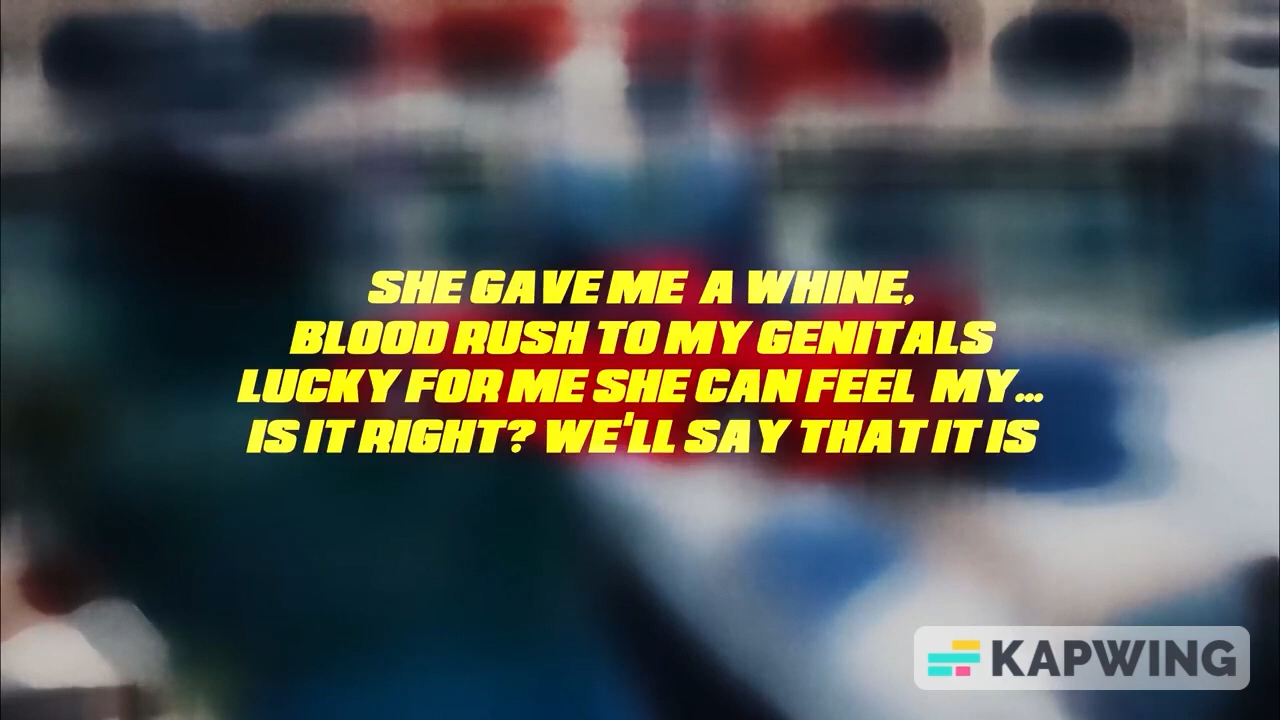 SHE GAVE ME A WHINE,
BLOOD RUSH TO MY GENITALS
LUCKY FOR ME SHE CAN FEEL MY...
IS IT RIGHT? WE'LL SAY THAT IT IS
KAPWING